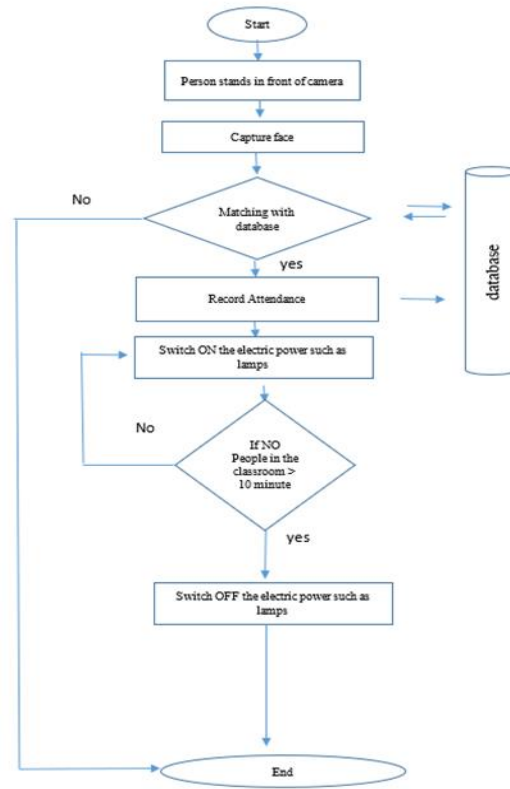 Start
Person stands in front of camera
Capture face
No
Matching with
database
yes
Record Attendance
database
Switch ON the electric power such as
lamps
No
If NO
People in the
classroom >
10 minute
yes
Switch OFF the electric power such as
lamps
End